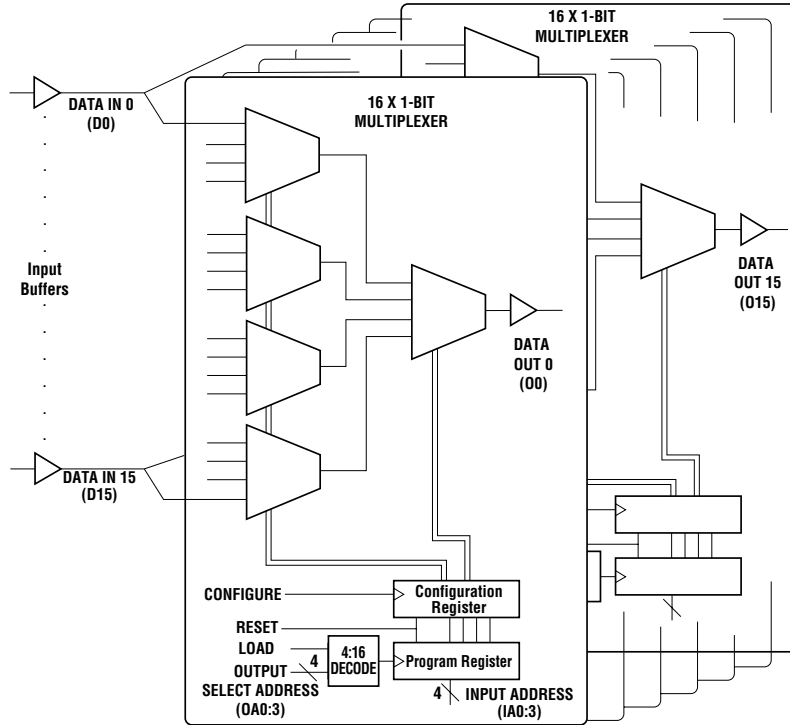 16 X 1-BIT
MULTIPLEXER
DATA IN 0
(D0)
16 X 1-BIT
MULTIPLEXER
Input
Buffers
DATA
OUT 15
(O15)
DATA
OUT 0
(O0)
DATA IN 15
(D15)
CONFIGURE
Configuration
Register
RESET
LOAD
4:16
DECODE
Program Register
OUTPUT
4
SELECT ADDRESS
(OA0:3)
4
INPUT ADDRESS
(IA0:3)